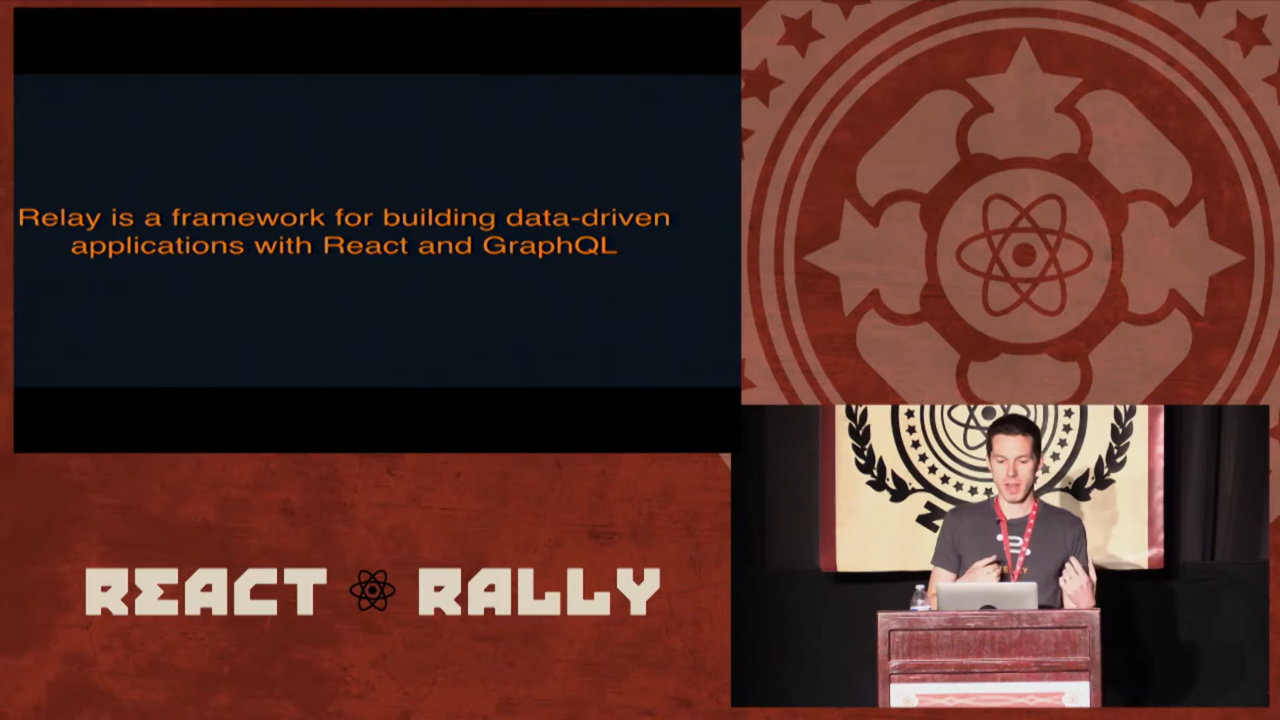 Relay is a framework for building data-driven
applications with React and GraphQL
REACT RALLY